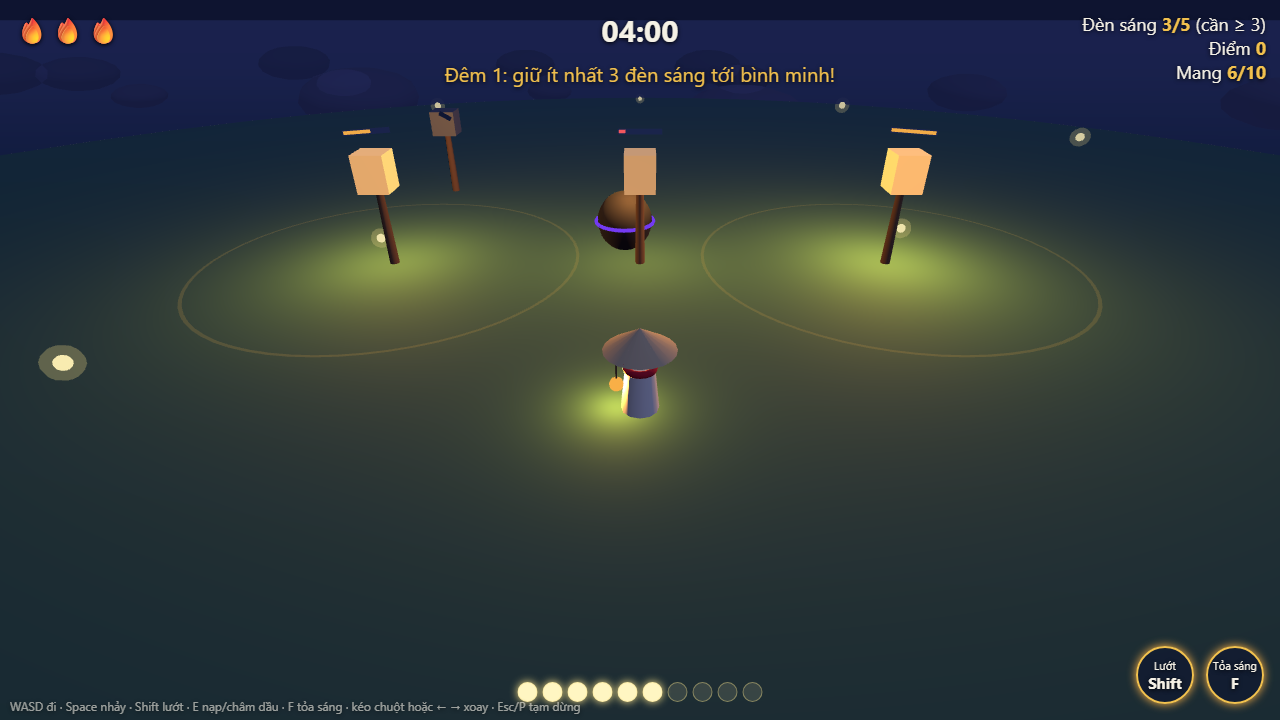 04:00
Đèn sáng 3/5 (cần ≥ 3)
Điểm 0
Mang 6/10
Đêm 1: giữ ít nhất 3 đèn sáng tới bình minh!
Lướt
Shift
Tỏa sáng
F
WASD đi · Space nhảy · Shift lướt · E nạp/châm dầu · F tỏa sáng · kéo chuột hoặc ← → xoay · Esc/P tạm dừng